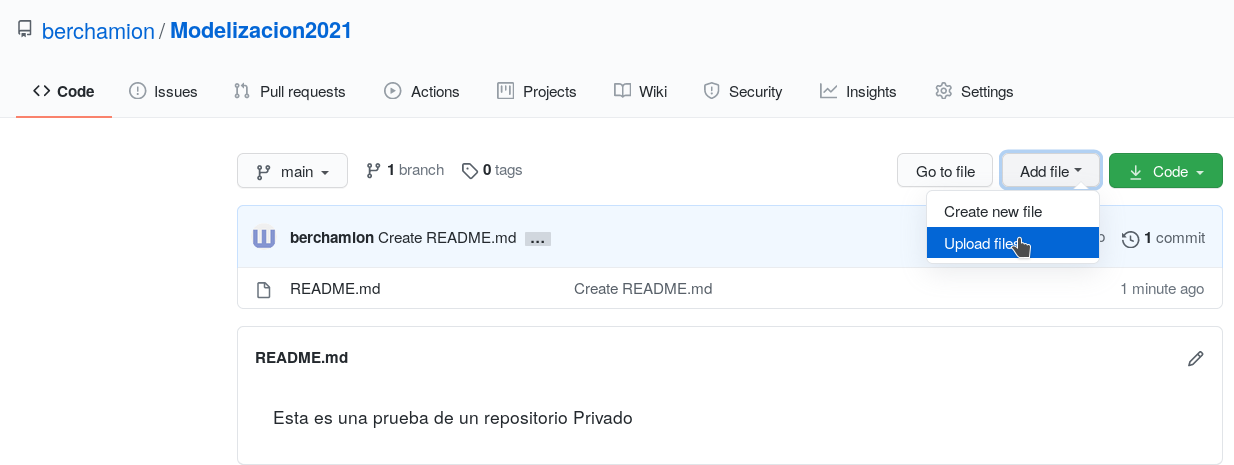 berchamion / Modelizacion2021
Code Issues Pull requests Actions Projects Wiki Security Insights Settings
main 1 branch 0 tags Go to file Add file Code
Create new file
berchamion Create README.md ... 1 commit
Upload files
README.md Create README.md 1 minute ago
README.md
Esta es una prueba de un repositorio Privado